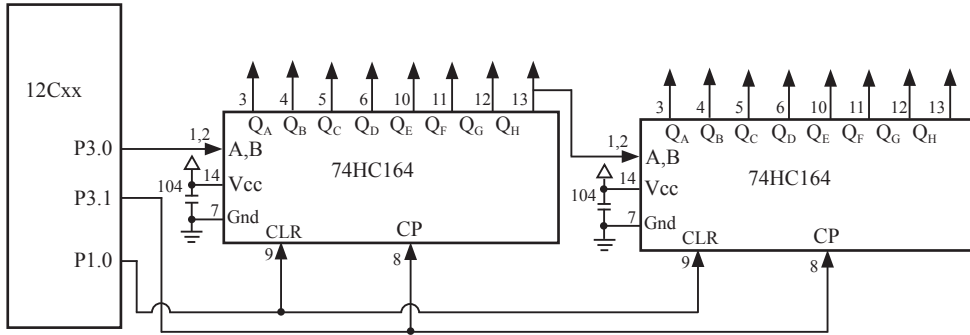 12Cxx
P3.0
P3.1
P1.0
3 4 5 6 10 11 12 13
QA QB QC QD QE QF QG QH
1,2
A,B
74HC164
14
Vcc
104
7
Gnd
CLR
CP
9
8
3 4 5 6 10 11 12 13
QA QB QC QD QE QF QG QH
1,2
A,B
74HC164
14
Vcc
104
7
Gnd
CLR
CP
9
8